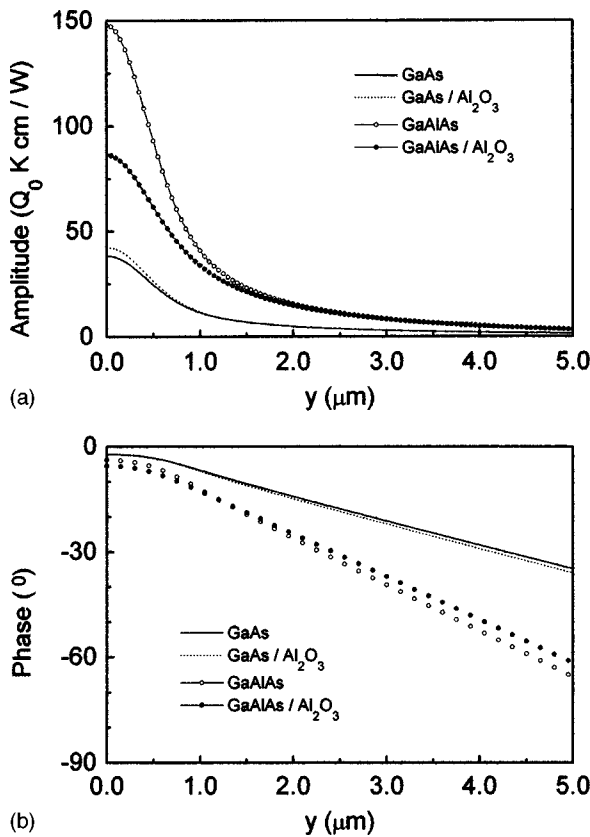 150
100
50
0
Amplitude (Q₀ K cm / W)
GaAs
GaAs / Al₂O₃
GaAlAs
GaAlAs / Al₂O₃
0.0 1.0 2.0 3.0 4.0 5.0
(a)
y (μm)
0
-30
-60
-90
Phase (º)
GaAs
GaAs / Al₂O₃
GaAlAs
GaAlAs / Al₂O₃
0.0 1.0 2.0 3.0 4.0 5.0
(b)
y (μm)